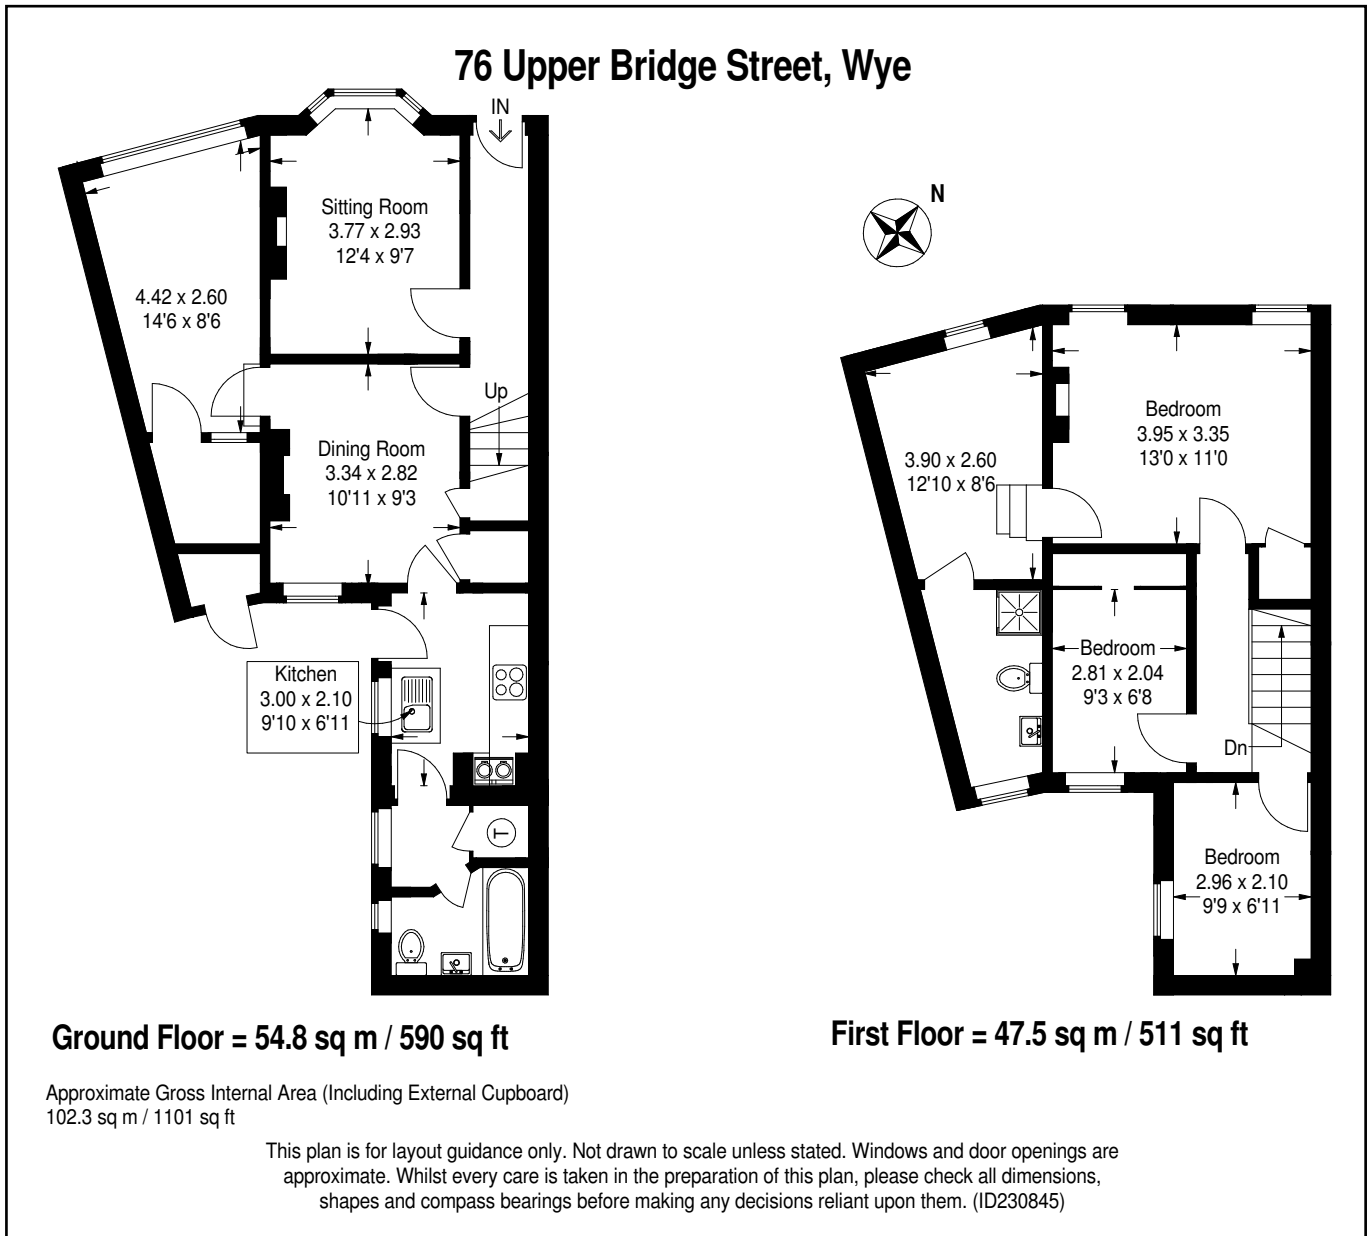 76 Upper Bridge Street, Wye
IN
N
Sitting Room
3.77 x 2.93
12'4 x 9'7
4.42 x 2.60
14'6 x 8'6
Up
Dining Room
3.34 x 2.82
10'11 x 9'3
Kitchen
3.00 x 2.10
9'10 x 6'11
T
Bedroom
3.95 x 3.35
13'0 x 11'0
3.90 x 2.60
12'10 x 8'6
Bedroom
2.81 x 2.04
9'3 x 6'8
Dn
Bedroom
2.96 x 2.10
9'9 x 6'11
Ground Floor = 54.8 sq m / 590 sq ft
First Floor = 47.5 sq m / 511 sq ft
Approximate Gross Internal Area (Including External Cupboard)
102.3 sq m / 1101 sq ft
This plan is for layout guidance only. Not drawn to scale unless stated. Windows and door openings are
approximate. Whilst every care is taken in the preparation of this plan, please check all dimensions,
shapes and compass bearings before making any decisions reliant upon them. (ID230845)